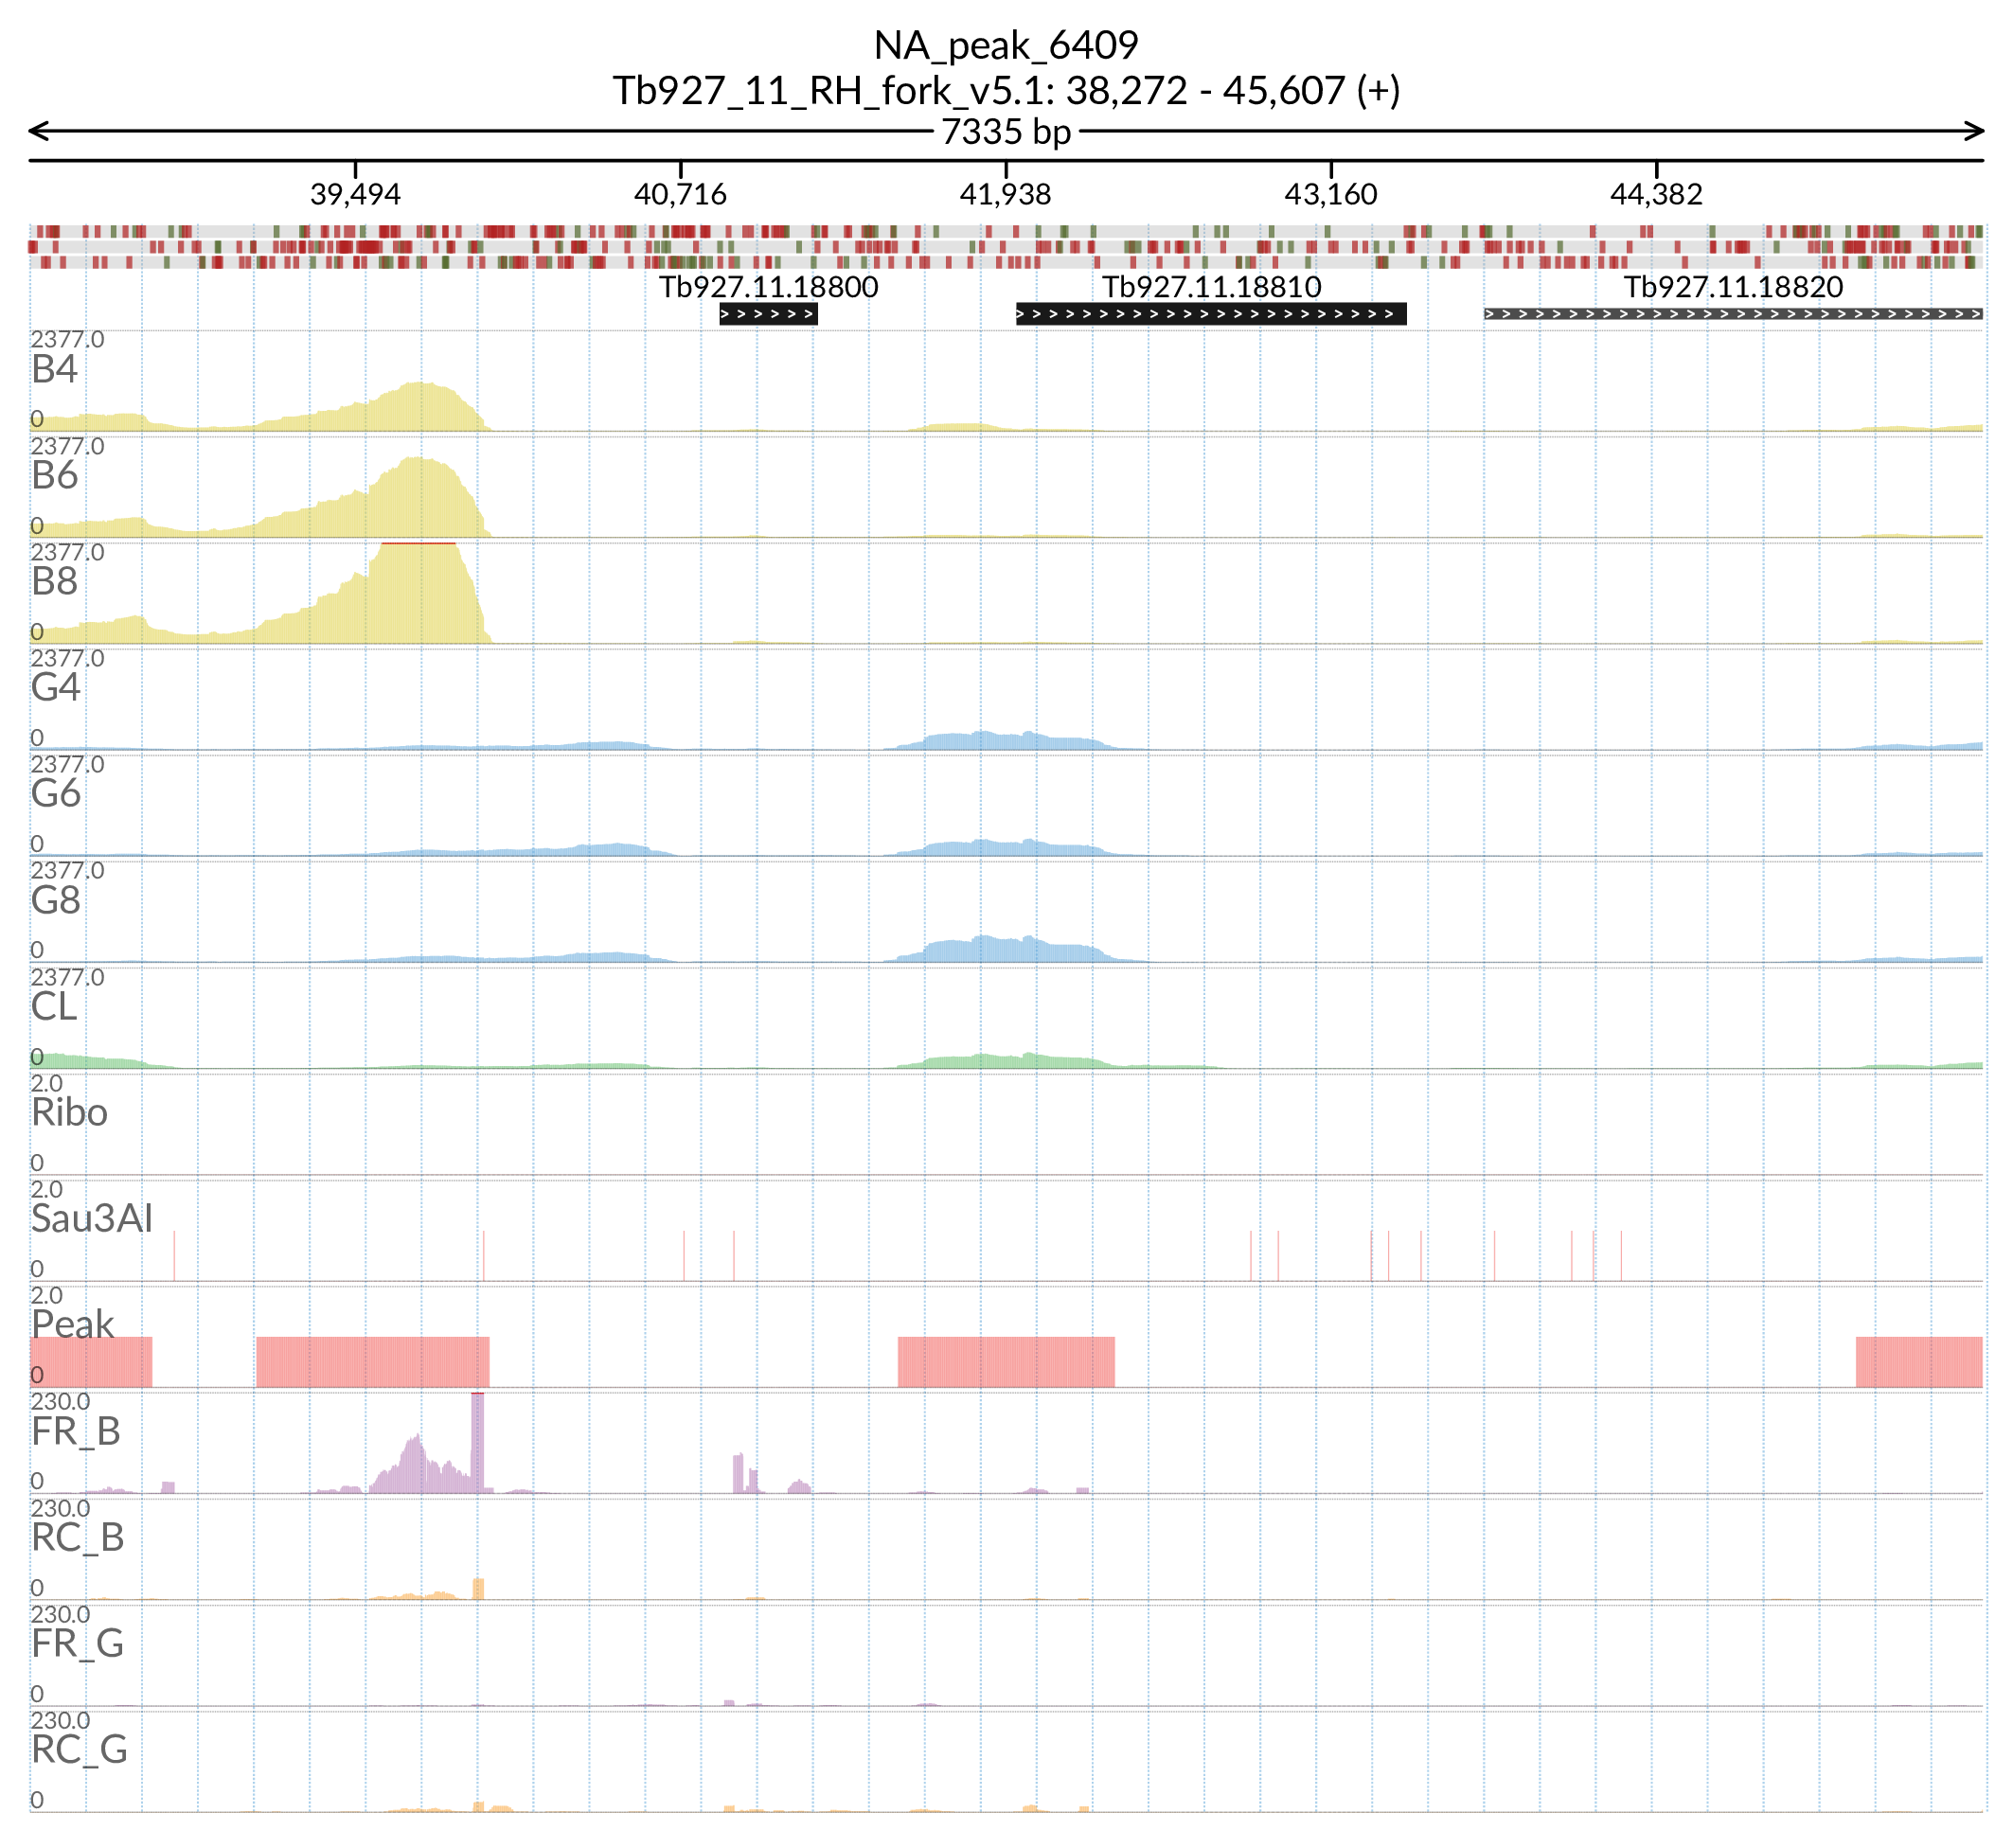 NA_peak_6409
Tb927_11_RH_fork_v5.1: 38,272 - 45,607 (+)
7335 bp
39,494 40,716 41,938 43,160 44,382
Tb927.11.18800 Tb927.11.18810 Tb927.11.18820
2377.0
B4
0
2377.0
B6
0
2377.0
B8
0
2377.0
G4
0
2377.0
G6
0
2377.0
G8
0
2377.0
CL
0
2.0
Ribo
0
2.0
Sau3AI
0
2.0
Peak
0
230.0
FR_B
0
230.0
RC_B
0
230.0
FR_G
0
230.0
RC_G
0